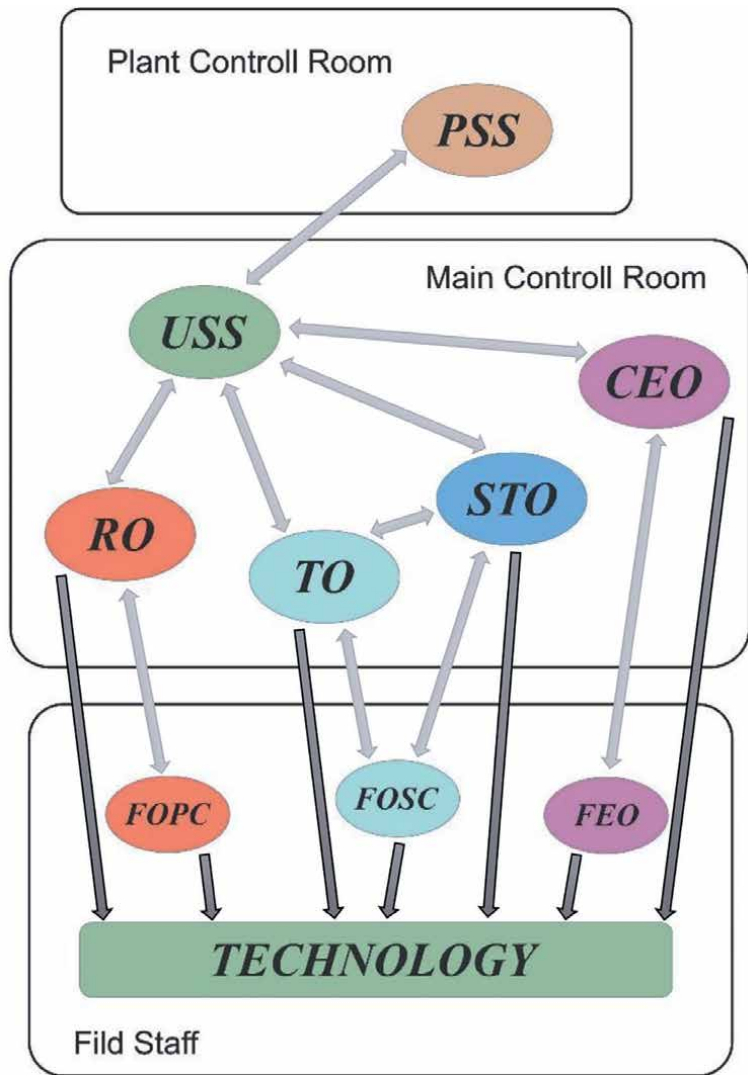 Plant Controll Room
PSS
Main Controll Room
USS
CEO
STO
RO
TO
FOSC
FOPC
FEO
TECHNOLOGY
Fild Staff